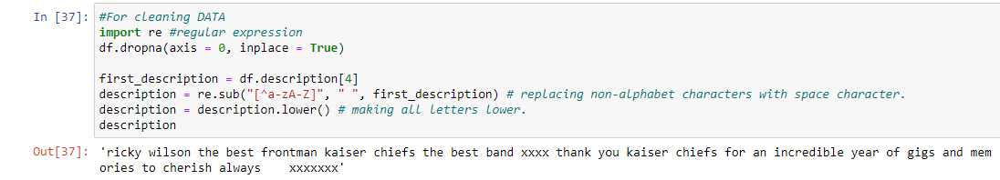 In [37]: #For cleaning DATA
import re #regular expression
df.dropna(axis = 0, inplace = True)
first_description = df.description[4]
description = re.sub("[^a-zA-Z]", " ", first_description) # replacing non-alphabet characters with space character.
description = description.lower() # making all letters lower.
description
Out[37]: 'ricky wilson the best frontman kaiser chiefs the best band xxxx thank you kaiser chiefs for an incredible year of gigs and mem
ories to cherish always    xxxxxxx'